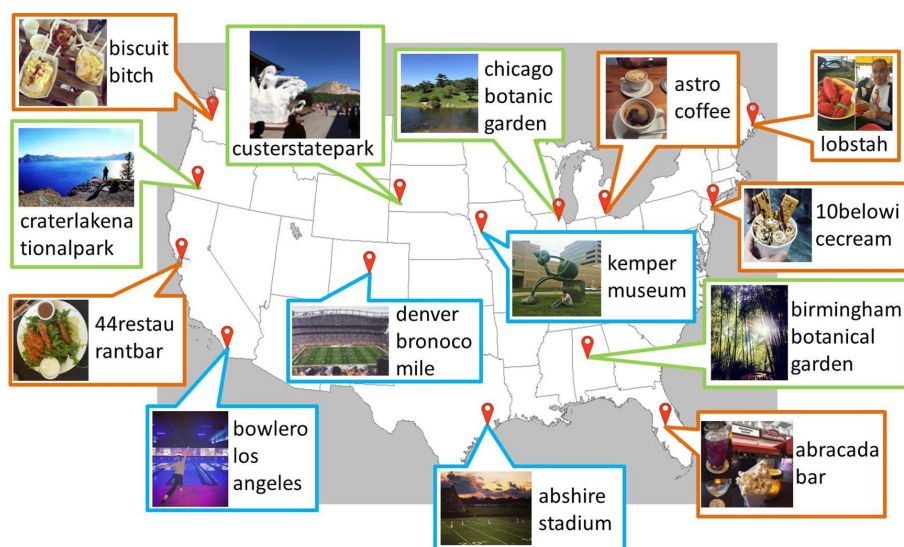 biscuit
bitch
custerstatepark
chicago
botanic
garden
astro
coffee
lobstah
craterlakena
tionalpark
10belowi
cecream
kemper
museum
44restau
rantbar
denver
bronoco
mile
birmingham
botanical
garden
bowlero
los
angeles
abshire
stadium
abracada
bar